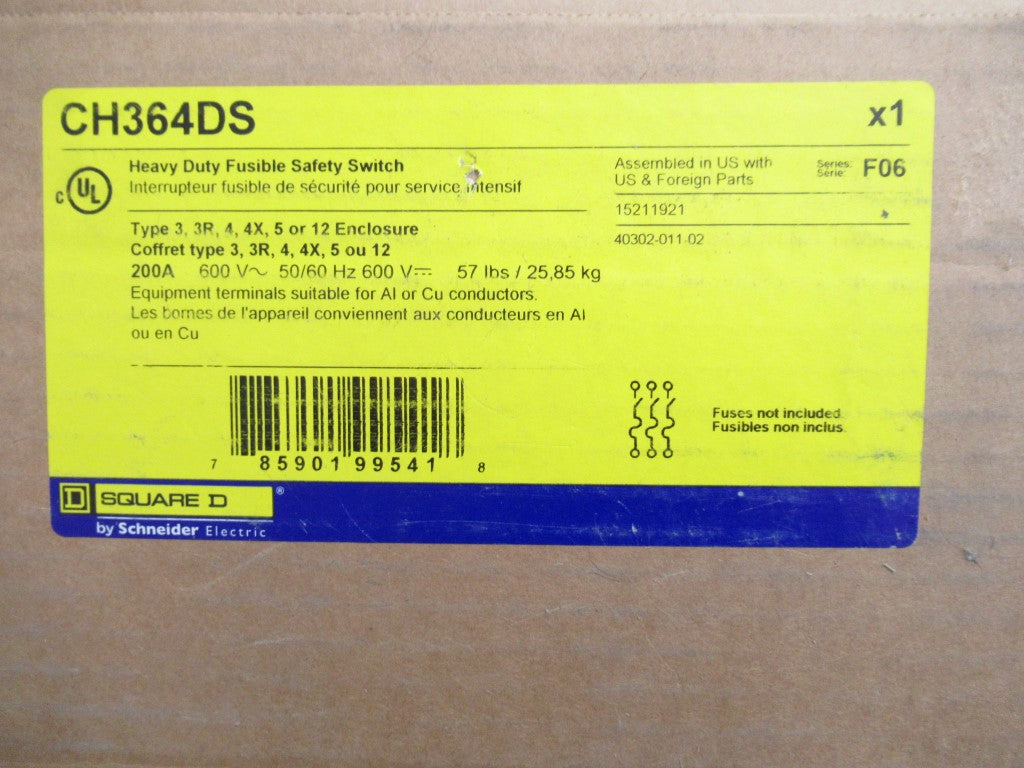 CH364DS
x1
c UL
Heavy Duty Fusible Safety Switch
Interrupteur fusible de sécurité pour service intensif
Type 3, 3R, 4, 4X, 5 or 12 Enclosure
Coffret type 3, 3R, 4, 4X, 5 ou 12
200A 600 V~ 50/60 Hz 600 V⎓ 57 lbs / 25,85 kg
Equipment terminals suitable for Al or Cu conductors.
Les bornes de l'appareil conviennent aux conducteurs en Al
ou en Cu
Assembled in US with
US & Foreign Parts
Series:
Série:
F06
15211921
40302-011-02
7 85901 99541 8
Fuses not included.
Fusibles non inclus.
D SQUARE D ®
by Schneider Electric